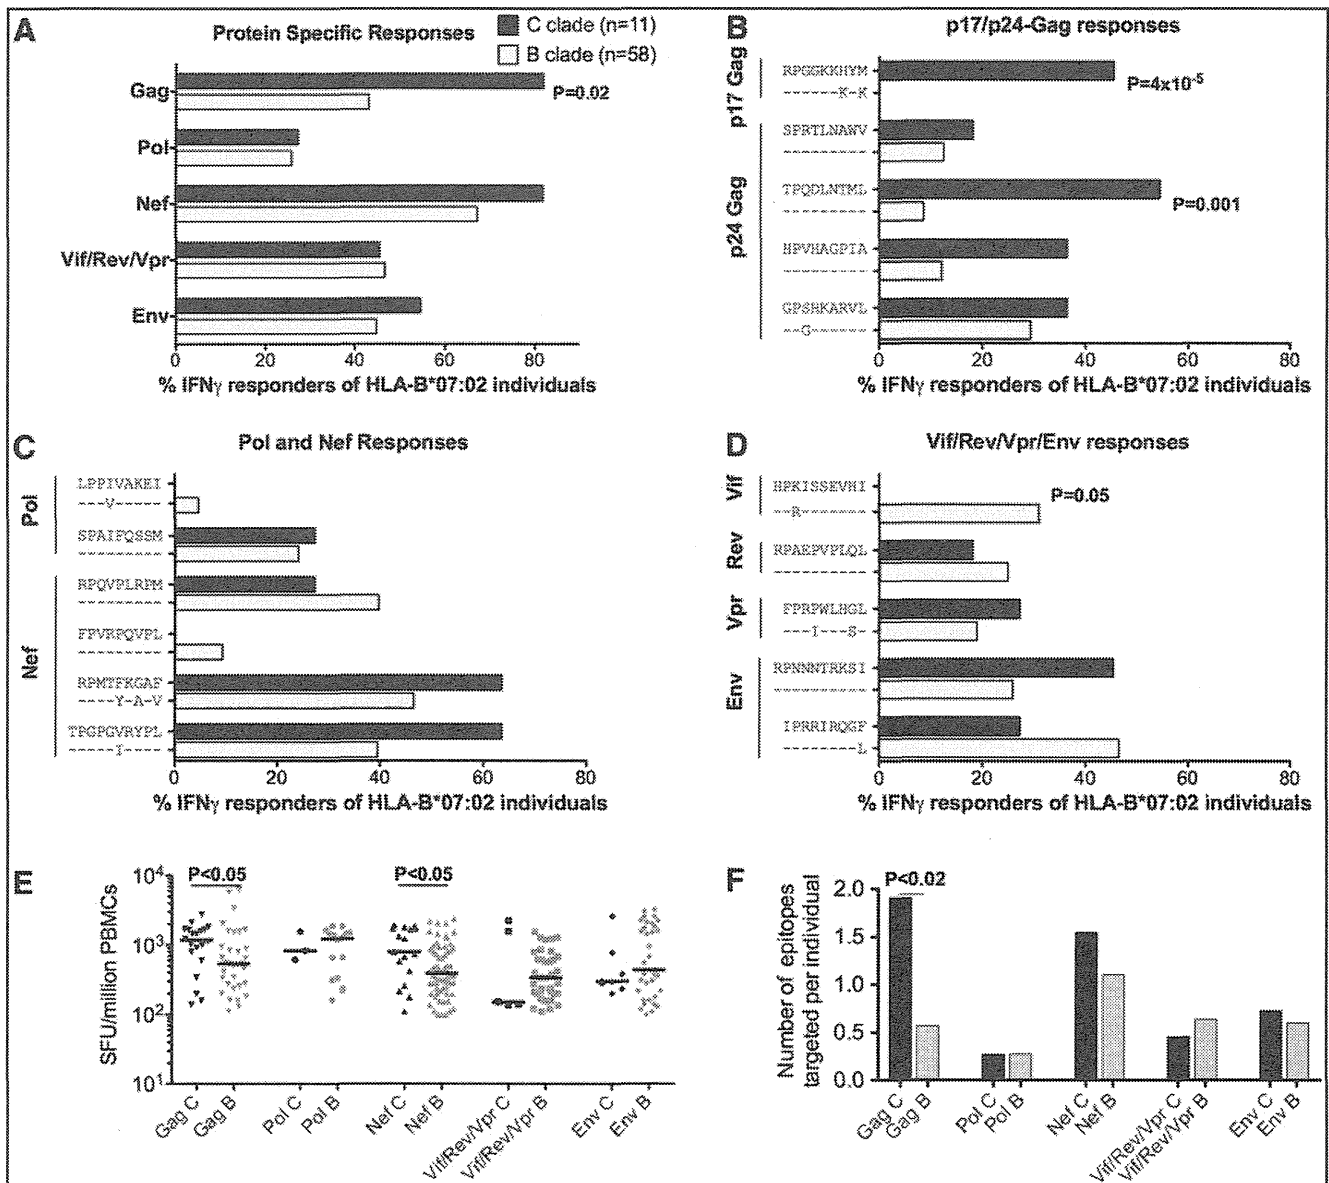 A
Protein Specific Responses
C clade (n=11)
B clade (n=58)
Gag
P=0.02
Pol
Nef
Vif/Rev/Vpr
Env
0 20 40 60 80
% IFNγ responders of HLA-B*07:02 individuals
B
p17/p24-Gag responses
p17 Gag
RPGGKKHYM
------K-K
P=4x10-5
p24 Gag
SPRTLNAWV
---------
TPQDLNTML
---------
P=0.001
HPVHAGPIA
---------
GPSHKARVL
--G------
0 20 40 60 80
% IFNγ responders of HLA-B*07:02 individuals
C
Pol and Nef Responses
Pol
LPPIVAKEI
---V-----
SPAIFQSSM
---------
Nef
RPQVPLRPM
---------
FPVRPQVPL
---------
RPMTFKGAF
----Y-A-V
TPGPGVRYPL
-----I----
0 20 40 60 80
% IFNγ responders of HLA-B*07:02 individuals
D
Vif/Rev/Vpr/Env responses
Vif
HPKISSEVHI
--R-------
P=0.05
Rev
RPAEPVPLQL
----------
Vpr
FPRPWLHGL
---I---S-
Env
RPNNNTRKSI
----------
IPRRIRQGF
--------L
0 20 40 60 80
% IFNγ responders of HLA-B*07:02 individuals
E
SFU/million PBMCs
10^4
10^3
10^2
10^1
P<0.05
P<0.05
Gag C
Gag B
Pol C
Pol B
Nef C
Nef B
Vif/Rev/Vpr C
Vif/Rev/Vpr B
Env C
Env B
F
Number of epitopes
targeted per individual
2.0
1.5
1.0
0.5
0.0
P<0.02
Gag C
Gag B
Pol C
Pol B
Nef C
Nef B
Vif/Rev/Vpr C
Vif/Rev/Vpr B
Env C
Env B